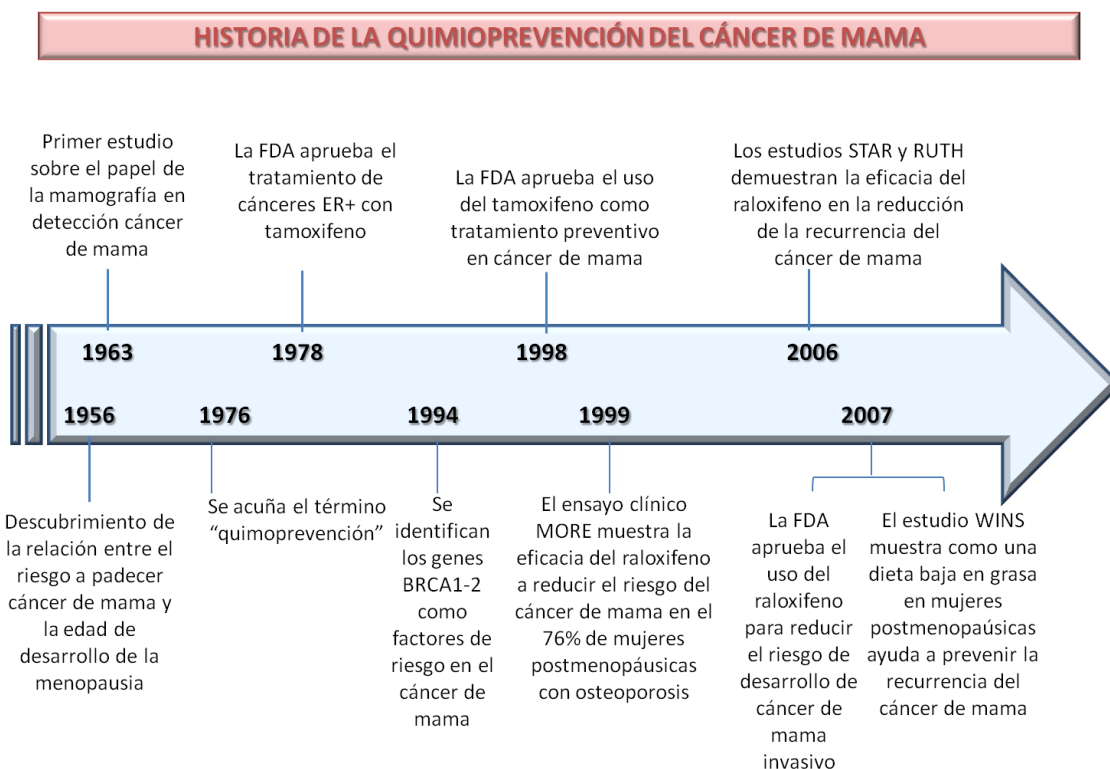 HISTORIA DE LA QUIMIOPREVENCIÓN DEL CÁNCER DE MAMA
Primer estudio
sobre el papel de
la mamografía en
detección cáncer
de mama
La FDA aprueba el
tratamiento de
cánceres ER+ con
tamoxifeno
La FDA aprueba el uso
del tamoxifeno como
tratamiento preventivo
en cáncer de mama
Los estudios STAR y RUTH
demuestran la eficacia del
raloxifeno en la reducción
de la recurrencia del
cáncer de mama
1963
1978
1998
2006
1956
1976
1994
1999
2007
Descubrimiento de
la relación entre el
riesgo a padecer
cáncer de mama y
la edad de
desarrollo de la
menopausia
Se acuña el término
“quimoprevención”
Se
identifican
los genes
BRCA1-2
como
factores de
riesgo en el
cáncer de
mama
El ensayo clínico
MORE muestra la
eficacia del raloxifeno
a reducir el riesgo del
cáncer de mama en el
76% de mujeres
postmenopáusicas
con osteoporosis
La FDA
aprueba el
uso del
raloxifeno
para reducir
el riesgo de
desarrollo de
cáncer de
mama
invasivo
El estudio WINS
muestra como una
dieta baja en grasa
en mujeres
postmenopaúsicas
ayuda a prevenir la
recurrencia del
cáncer de mama